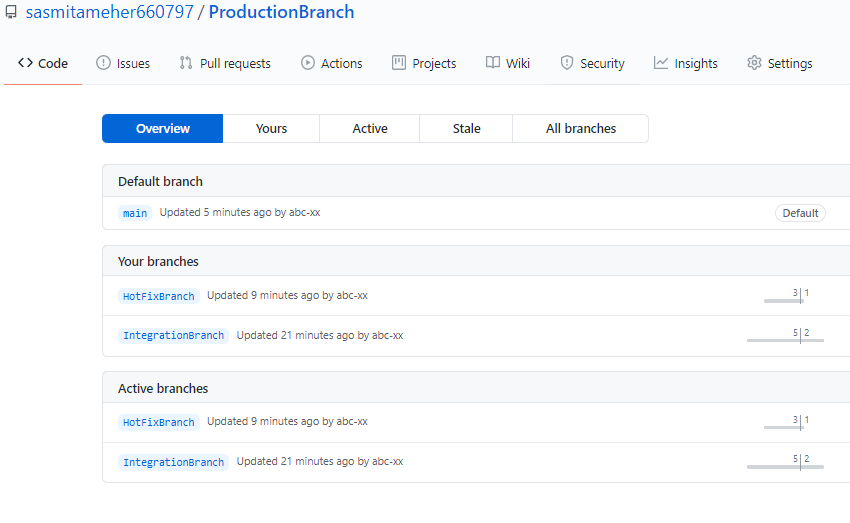 sasmitameher660797 / ProductionBranch
Code Issues Pull requests Actions Projects Wiki Security Insights Settings
Overview Yours Active Stale All branches
Default branch
main Updated 5 minutes ago by abc-xx Default
Your branches
HotFixBranch Updated 9 minutes ago by abc-xx 3 1
IntegrationBranch Updated 21 minutes ago by abc-xx 5 2
Active branches
HotFixBranch Updated 9 minutes ago by abc-xx 3 1
IntegrationBranch Updated 21 minutes ago by abc-xx 5 2